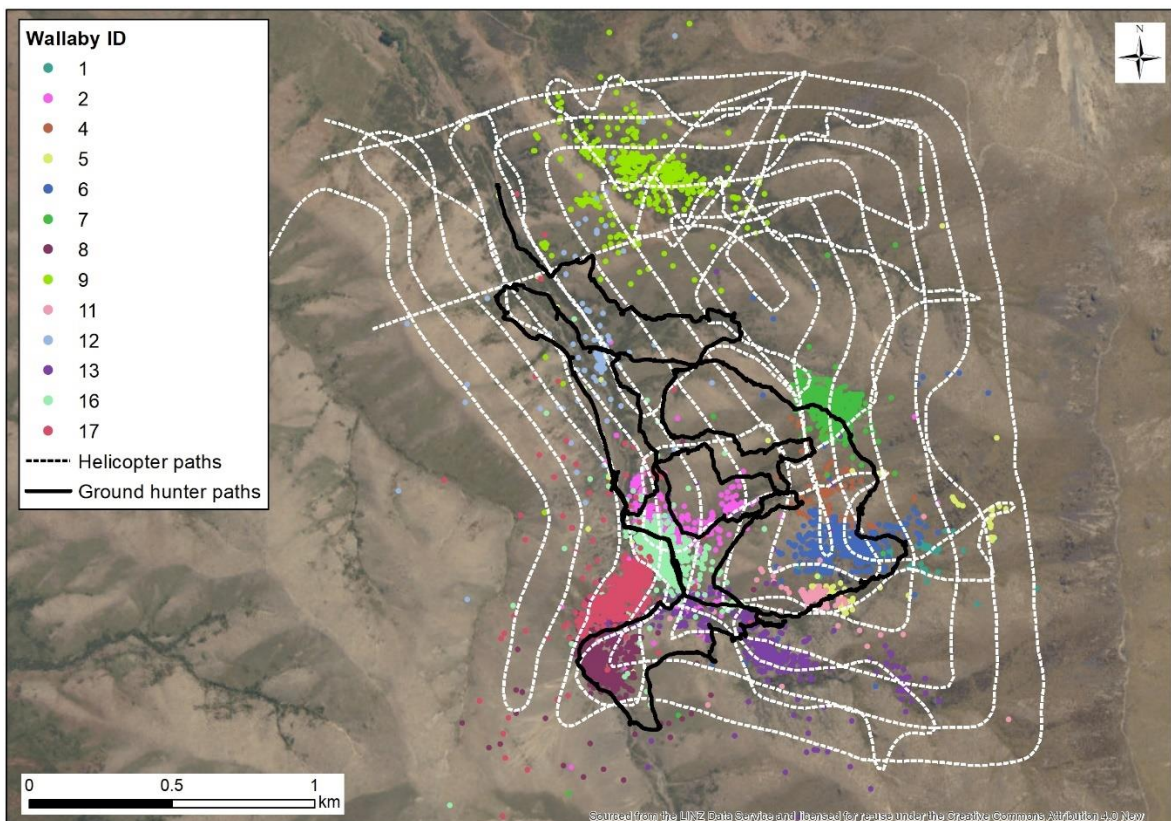 Wallaby ID
1
2
4
5
6
7
8
9
11
12
13
16
17
Helicopter paths
Ground hunter paths
N
0 0.5 1
km
Sourced from the LINZ Data Service and licensed for re-use under the Creative Commons Attribution 4.0 New